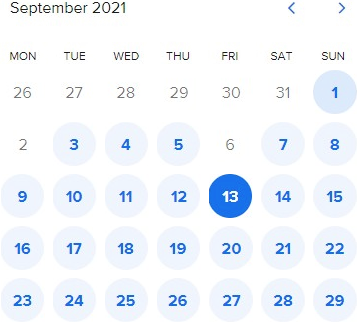 September 2021
MON TUE WED THU FRI SAT SUN
26 27 28 29 30 31 1
2 3 4 5 6 7 8
9 10 11 12 13 14 15
16 17 18 19 20 21 22
23 24 25 26 27 28 29